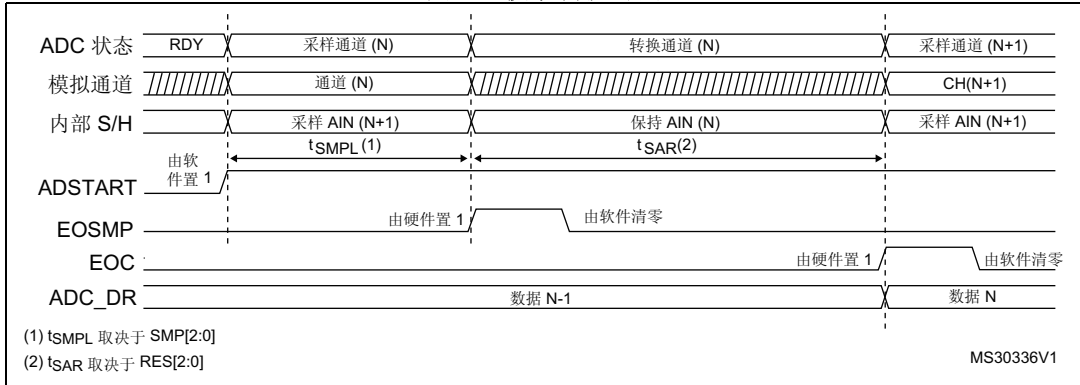 ADC 状态 RDY 采样通道 (N) 转换通道 (N) 采样通道 (N+1)
模拟通道 通道 (N) CH(N+1)
内部 S/H 采样 AIN (N+1) 保持 AIN (N) 采样 AIN (N+1)
tSMPL (1) tSAR(2)
由软
件置 1
ADSTART
由硬件置 1 由软件清零
EOSMP
由硬件置 1 由软件清零
EOC
ADC_DR 数据 N-1 数据 N
(1) tSMPL 取决于 SMP[2:0]
(2) tSAR 取决于 RES[2:0]
MS30336V1